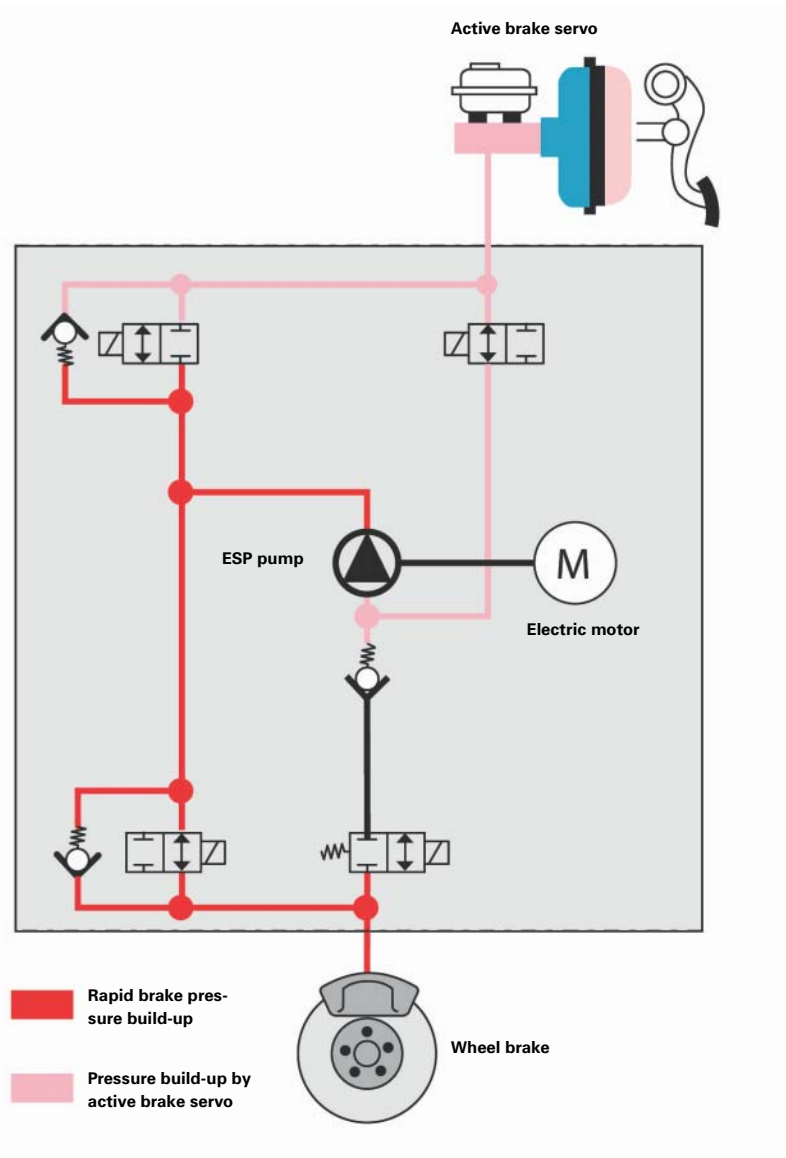 Active brake servo
ESP pump
M
Electric motor
Rapid brake pres-
sure build-up
Wheel brake
Pressure build-up by
active brake servo